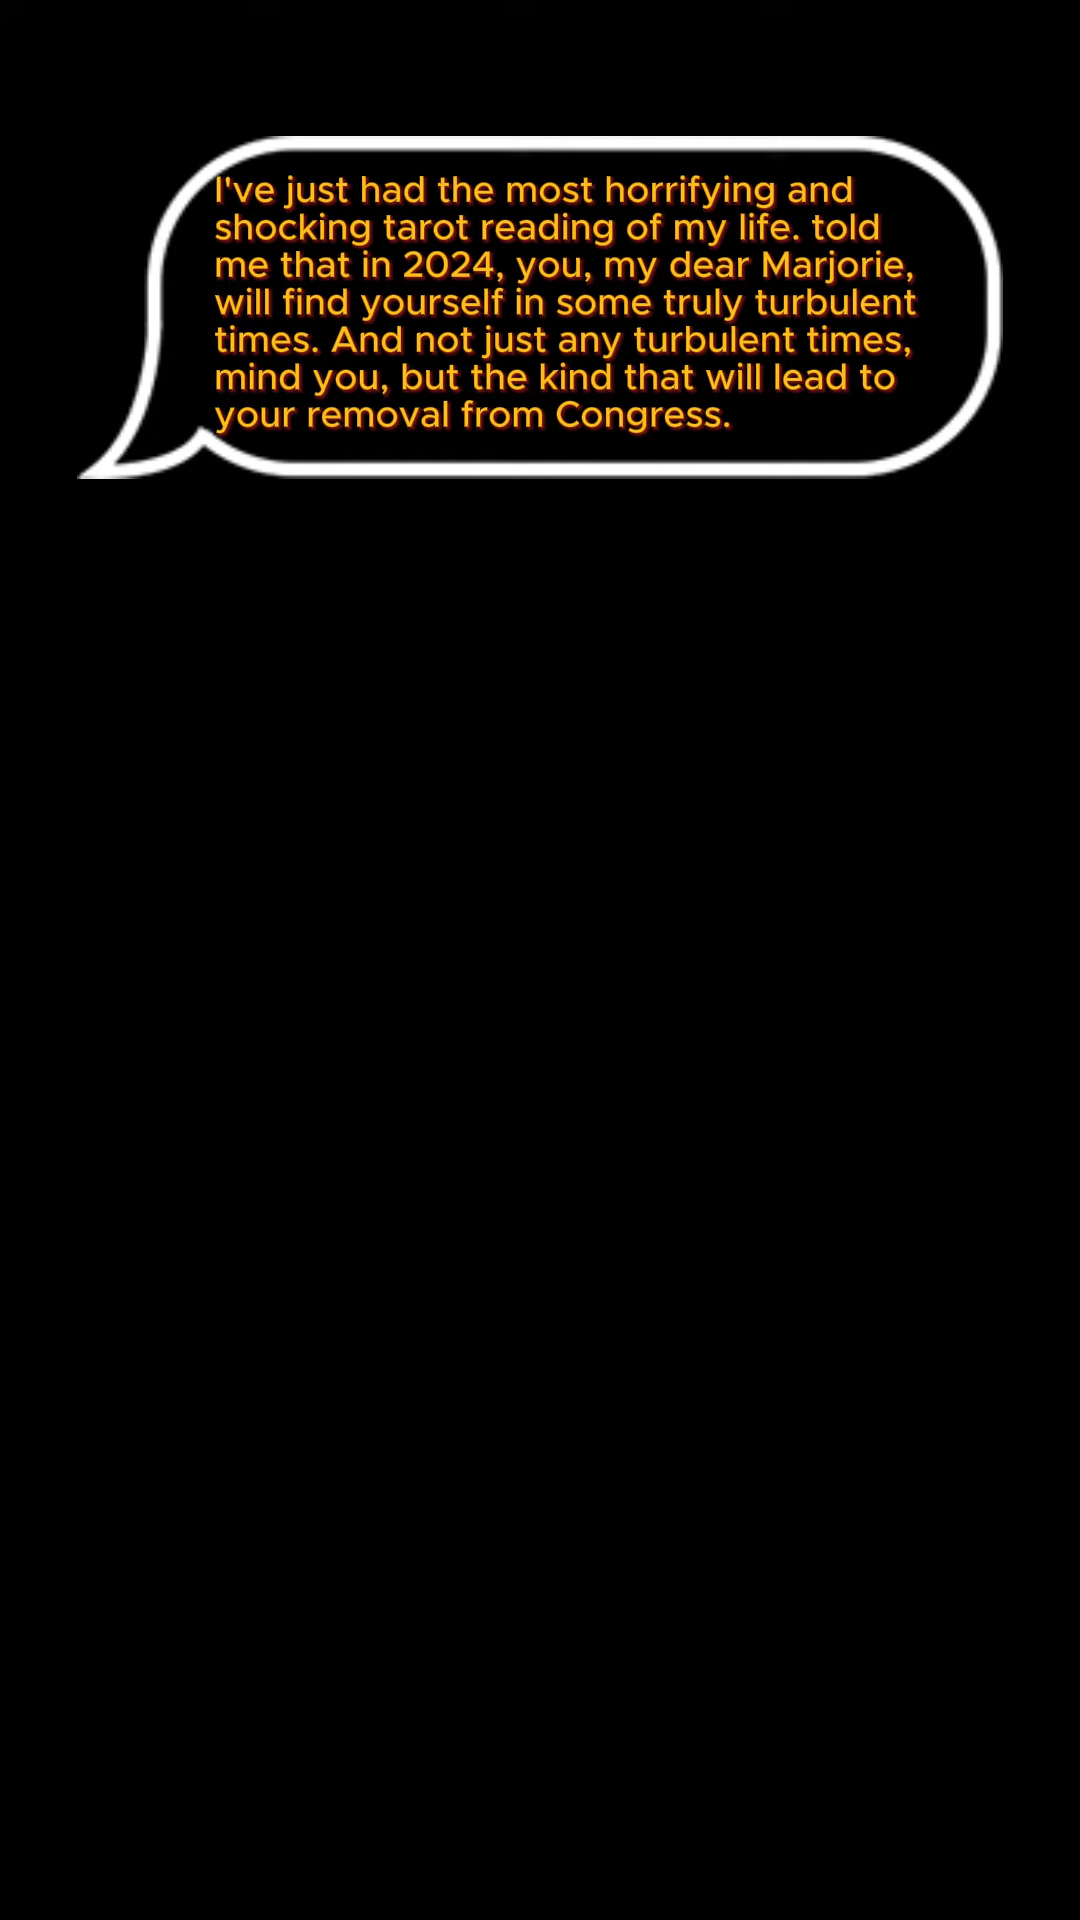 I've just had the most horrifying and
shocking tarot reading of my life. told
me that in 2024, you, my dear Marjorie,
will find yourself in some truly turbulent
times. And not just any turbulent times,
mind you, but the kind that will lead to
your removal from Congress.